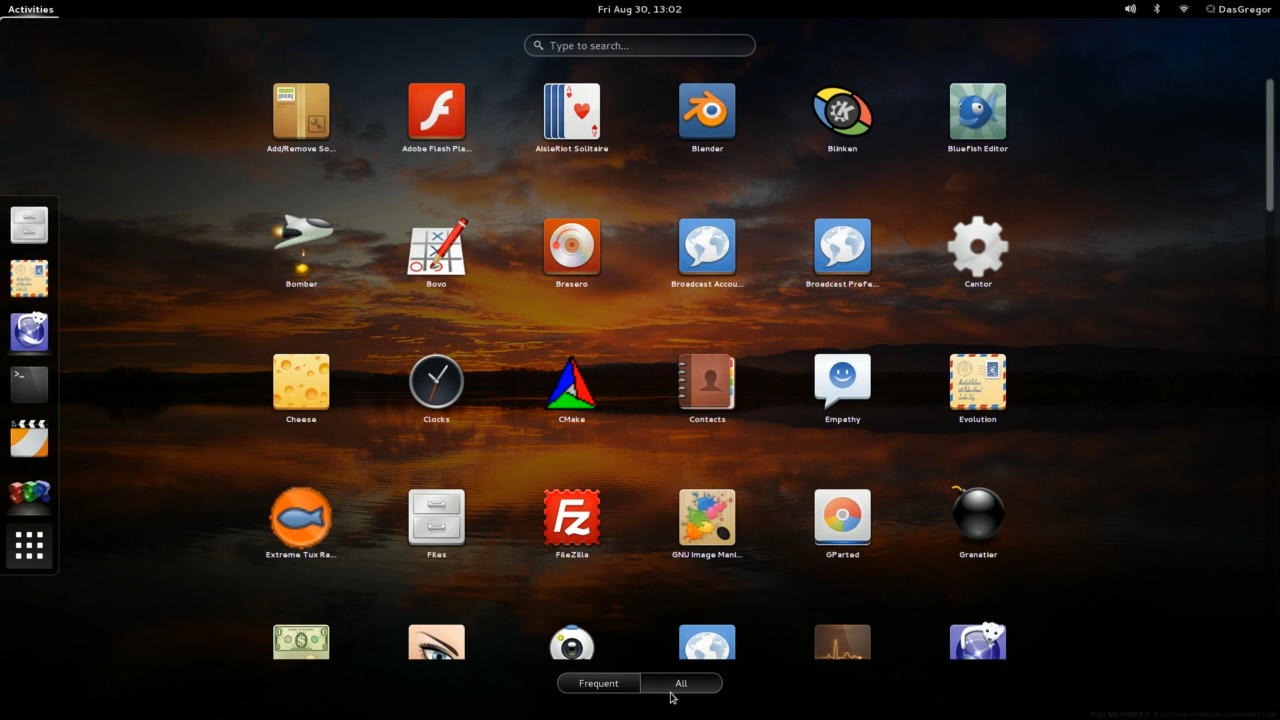 Activities
Fri Aug 30, 13:02
DasGregor
Type to search...
Add/Remove So...
Adobe Flash Pla...
AisleRiot Solitaire
Blender
Blinken
Bluefish Editor
Bomber
Bovo
Brasero
Broadcast Accou...
Broadcast Prefe...
Cantor
Cheese
Clocks
CMake
Contacts
Empathy
Evolution
Extreme Tux Ra...
Files
FileZilla
GNU Image Mani...
GParted
Granatier
Frequent
All